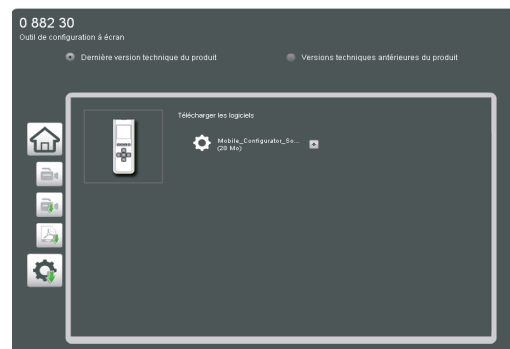 0 882 30
Outil de configuration à écran
Dernière version technique du produit
Versions techniques antérieures du produit
Télécharger les logiciels
Mobile_Configurator_So...
(20 Mo)